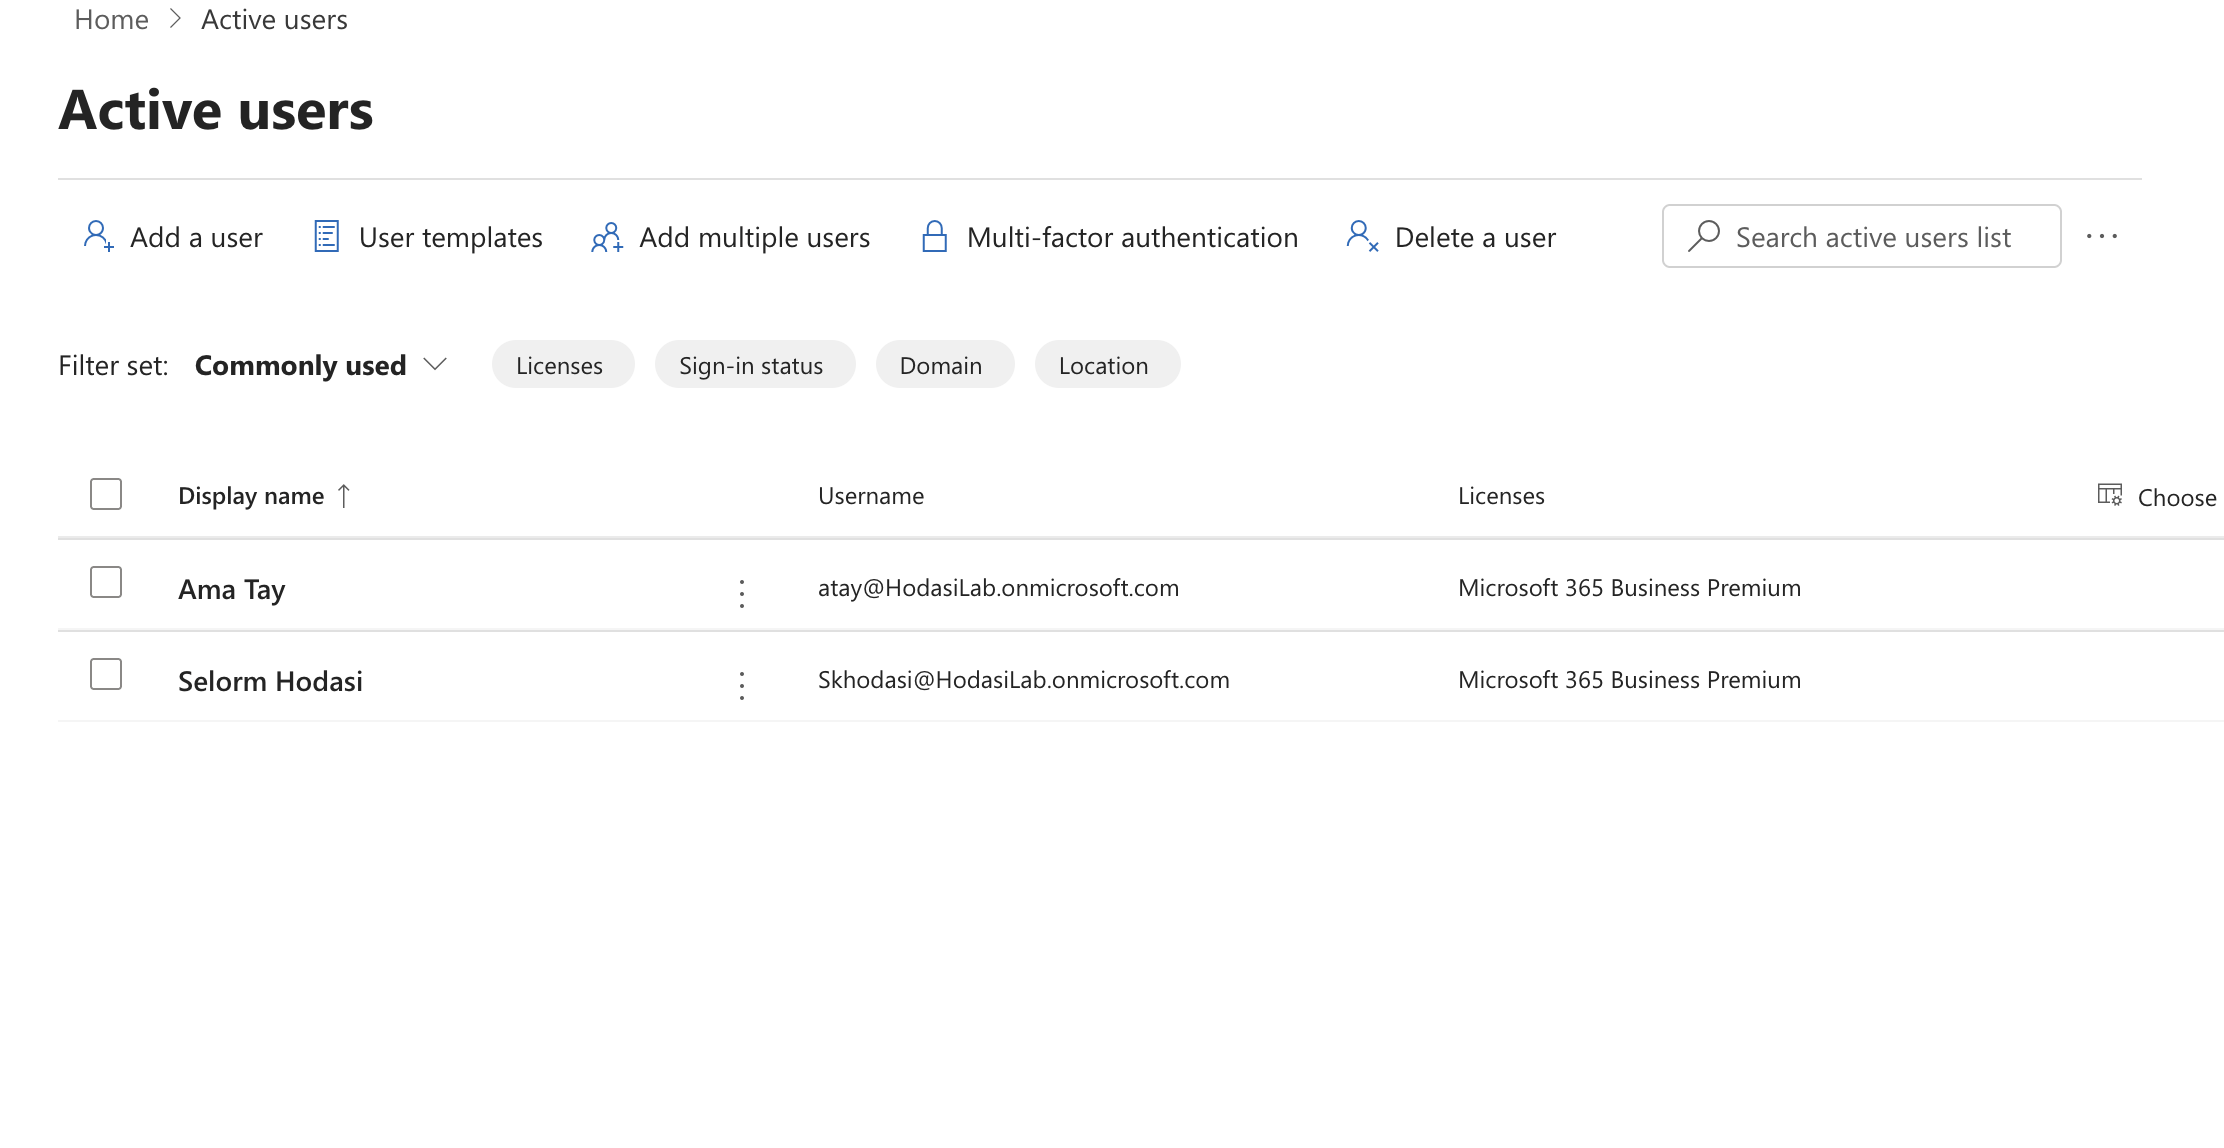 Home > Active users
Active users
Add a user User templates Add multiple users Multi-factor authentication Delete a user Search active users list ...
Filter set: Commonly used Licenses Sign-in status Domain Location
Display name ↑ Username Licenses Choose
Ama Tay atay@HodasiLab.onmicrosoft.com Microsoft 365 Business Premium
Selorm Hodasi Skhodasi@HodasiLab.onmicrosoft.com Microsoft 365 Business Premium